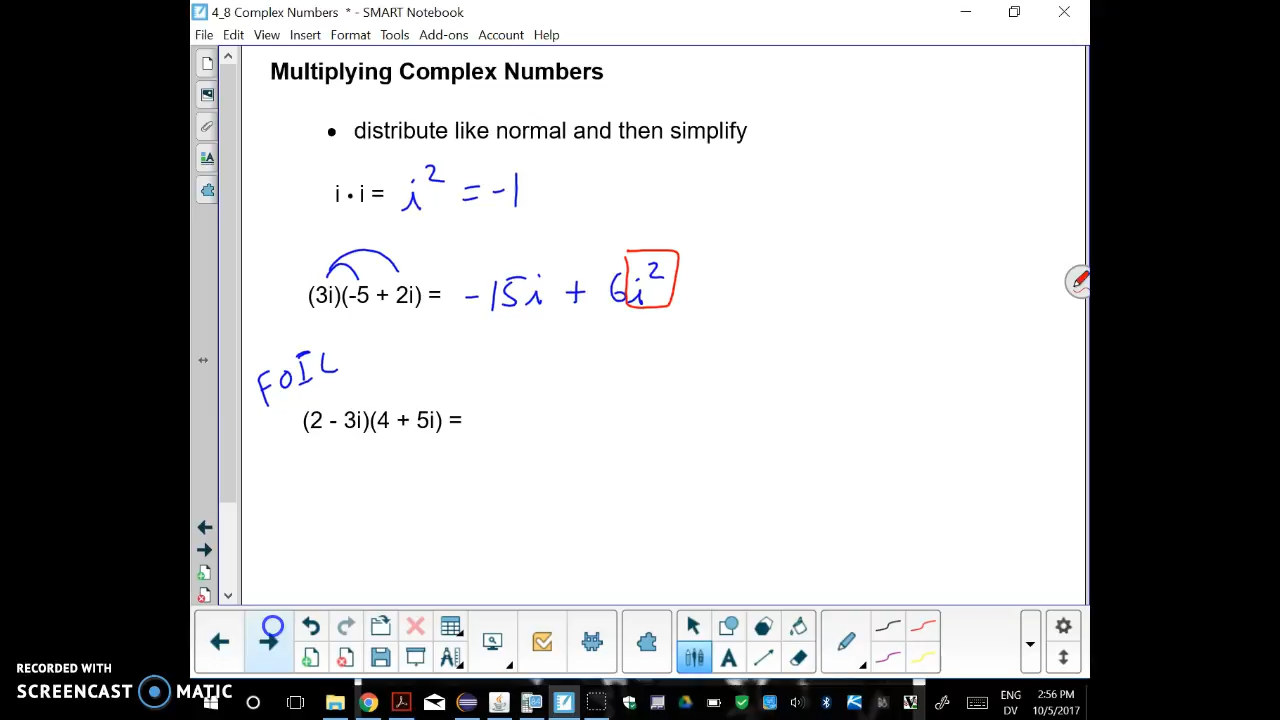 4_8 Complex Numbers * - SMART Notebook
File Edit View Insert Format Tools Add-ons Account Help
Multiplying Complex Numbers
• distribute like normal and then simplify
i • i = i² = -1
(3i)(-5 + 2i) = -15i + 6i²
FOIL
(2 - 3i)(4 + 5i) =
RECORDED WITH
SCREENCAST MATIC
ENG 2:56 PM
DV 10/5/2017